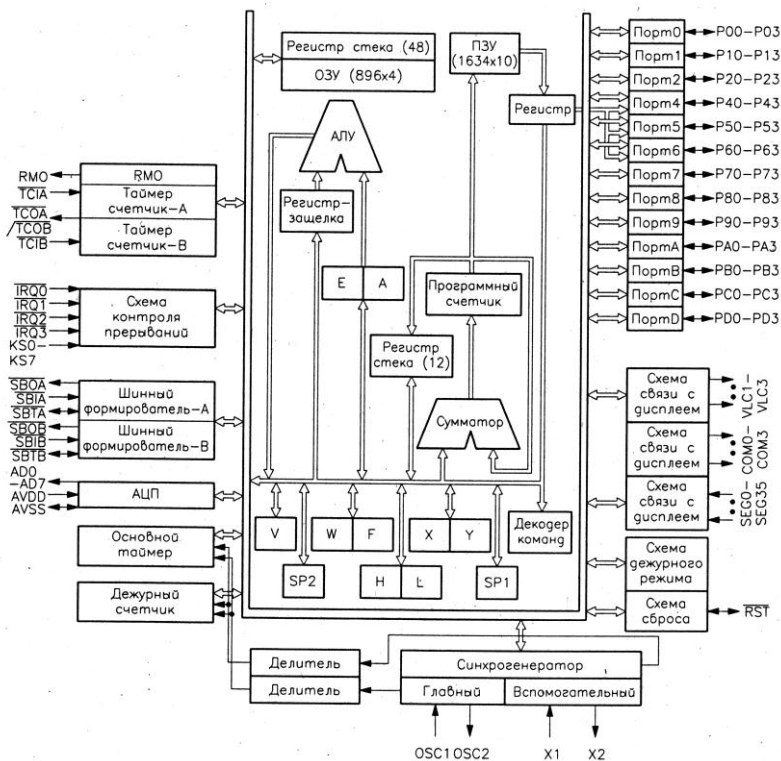 Регистр стека (48)
ОЗУ (896x4)
ПЗУ
(1634x10)
Регистр
АЛУ
Регистр-
защелка
E A
Программный
счетчик
Регистр
стека (12)
Сумматор
V
W F
X Y
Декодер
команд
SP2
H L
SP1
RMO
TCIA
TCOA
/TCOB
TCIB
RMO
Таймер
счетчик-А
Таймер
счетчик-В
IRQ0
IRQ1
IRQ2
IRQ3
KS0-
KS7
Схема
контроля
прерываний
SBOA
SBIA
SBTA
SBOB
SBIB
SBTB
Шинный
формирователь-А
Шинный
формирователь-В
AD0
-AD7
AVDD
AVSS
АЦП
Основной
таймер
Дежурный
счетчик
Делитель
Делитель
Синхрогенератор
Главный
Вспомогательный
OSC1 OSC2 X1 X2
Порт0 P00-P03
Порт1 P10-P13
Порт2 P20-P23
Порт4 P40-P43
Порт5 P50-P53
Порт6 P60-P63
Порт7 P70-P73
Порт8 P80-P83
Порт9 P90-P93
ПортA PA0-PA3
ПортB PB0-PB3
ПортC PC0-PC3
ПортD PD0-PD3
Схема
связи с
дисплеем
VLC1-
VLC3
Схема
связи с
дисплеем
COM0-
COM3
Схема
связи с
дисплеем
SEG0-
SEG35
Схема
дежурного
режима
Схема
сброса
RST